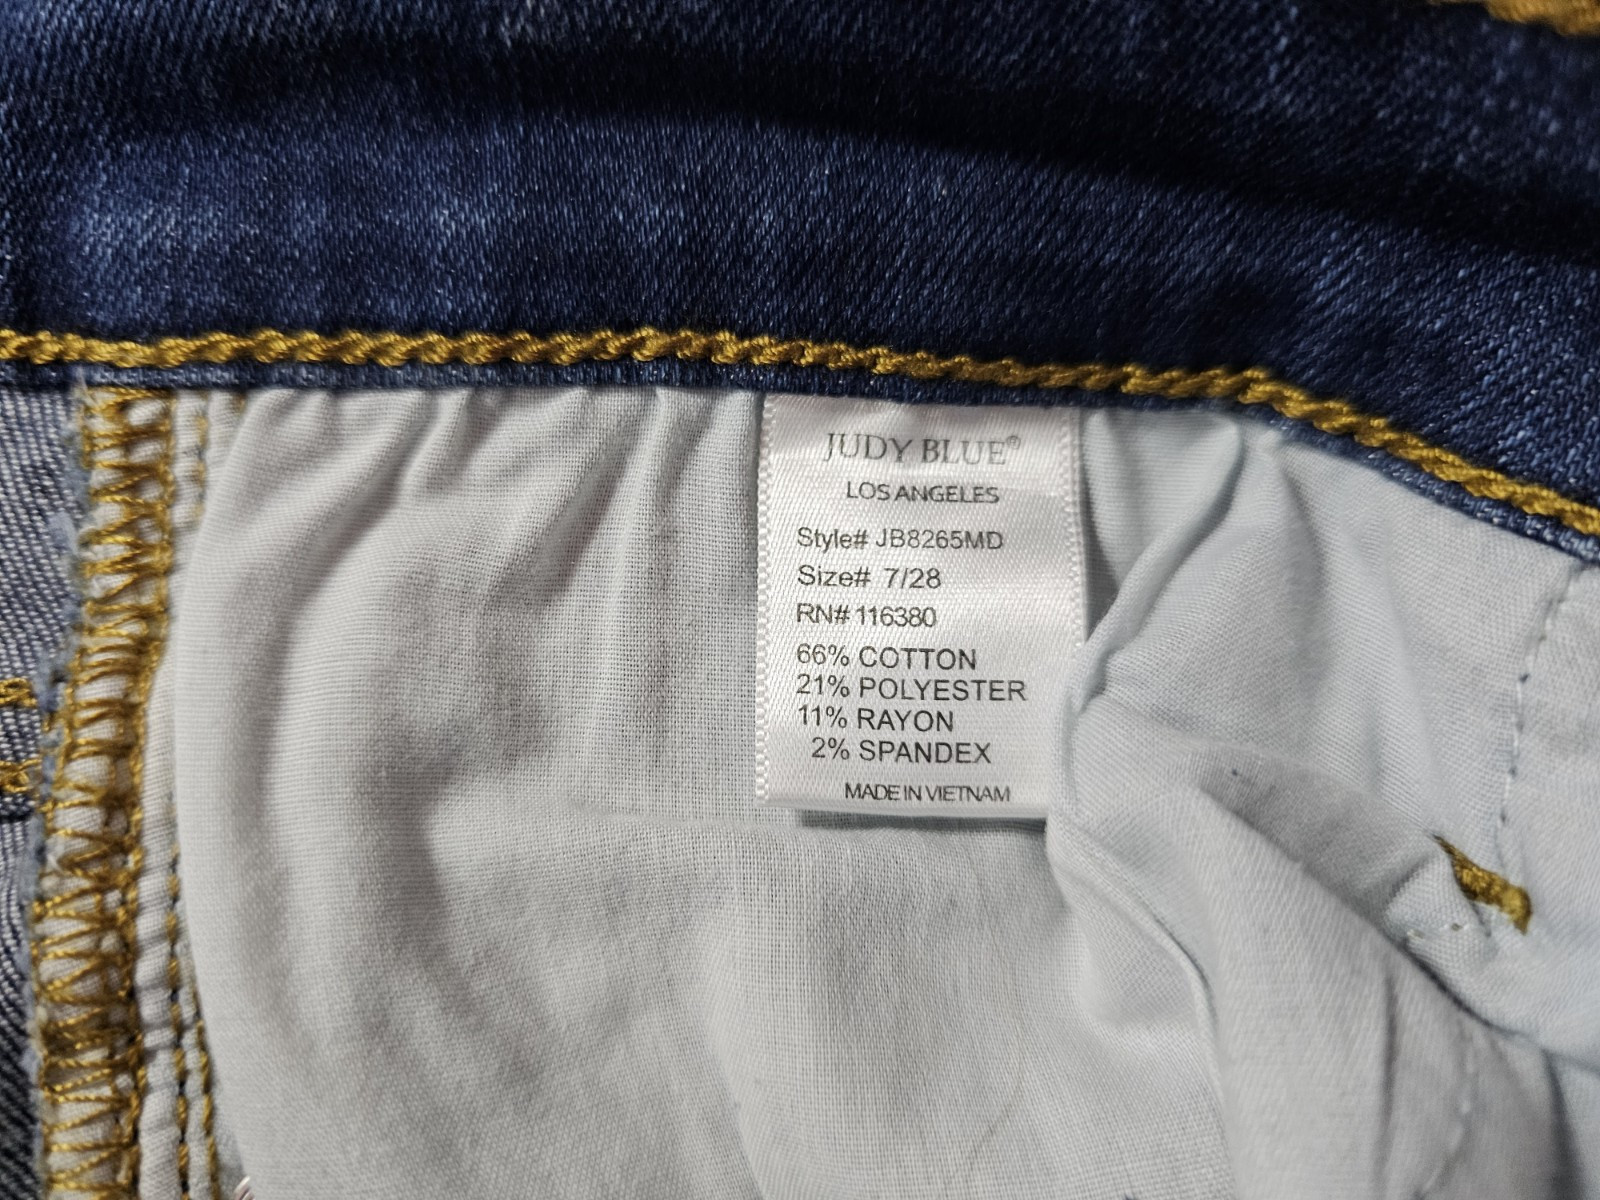 JUDY BLUE®
LOS ANGELES
Style# JB8265MD
Size# 7/28
RN# 116380
66% COTTON
21% POLYESTER
11% RAYON
2% SPANDEX
MADE IN VIETNAM